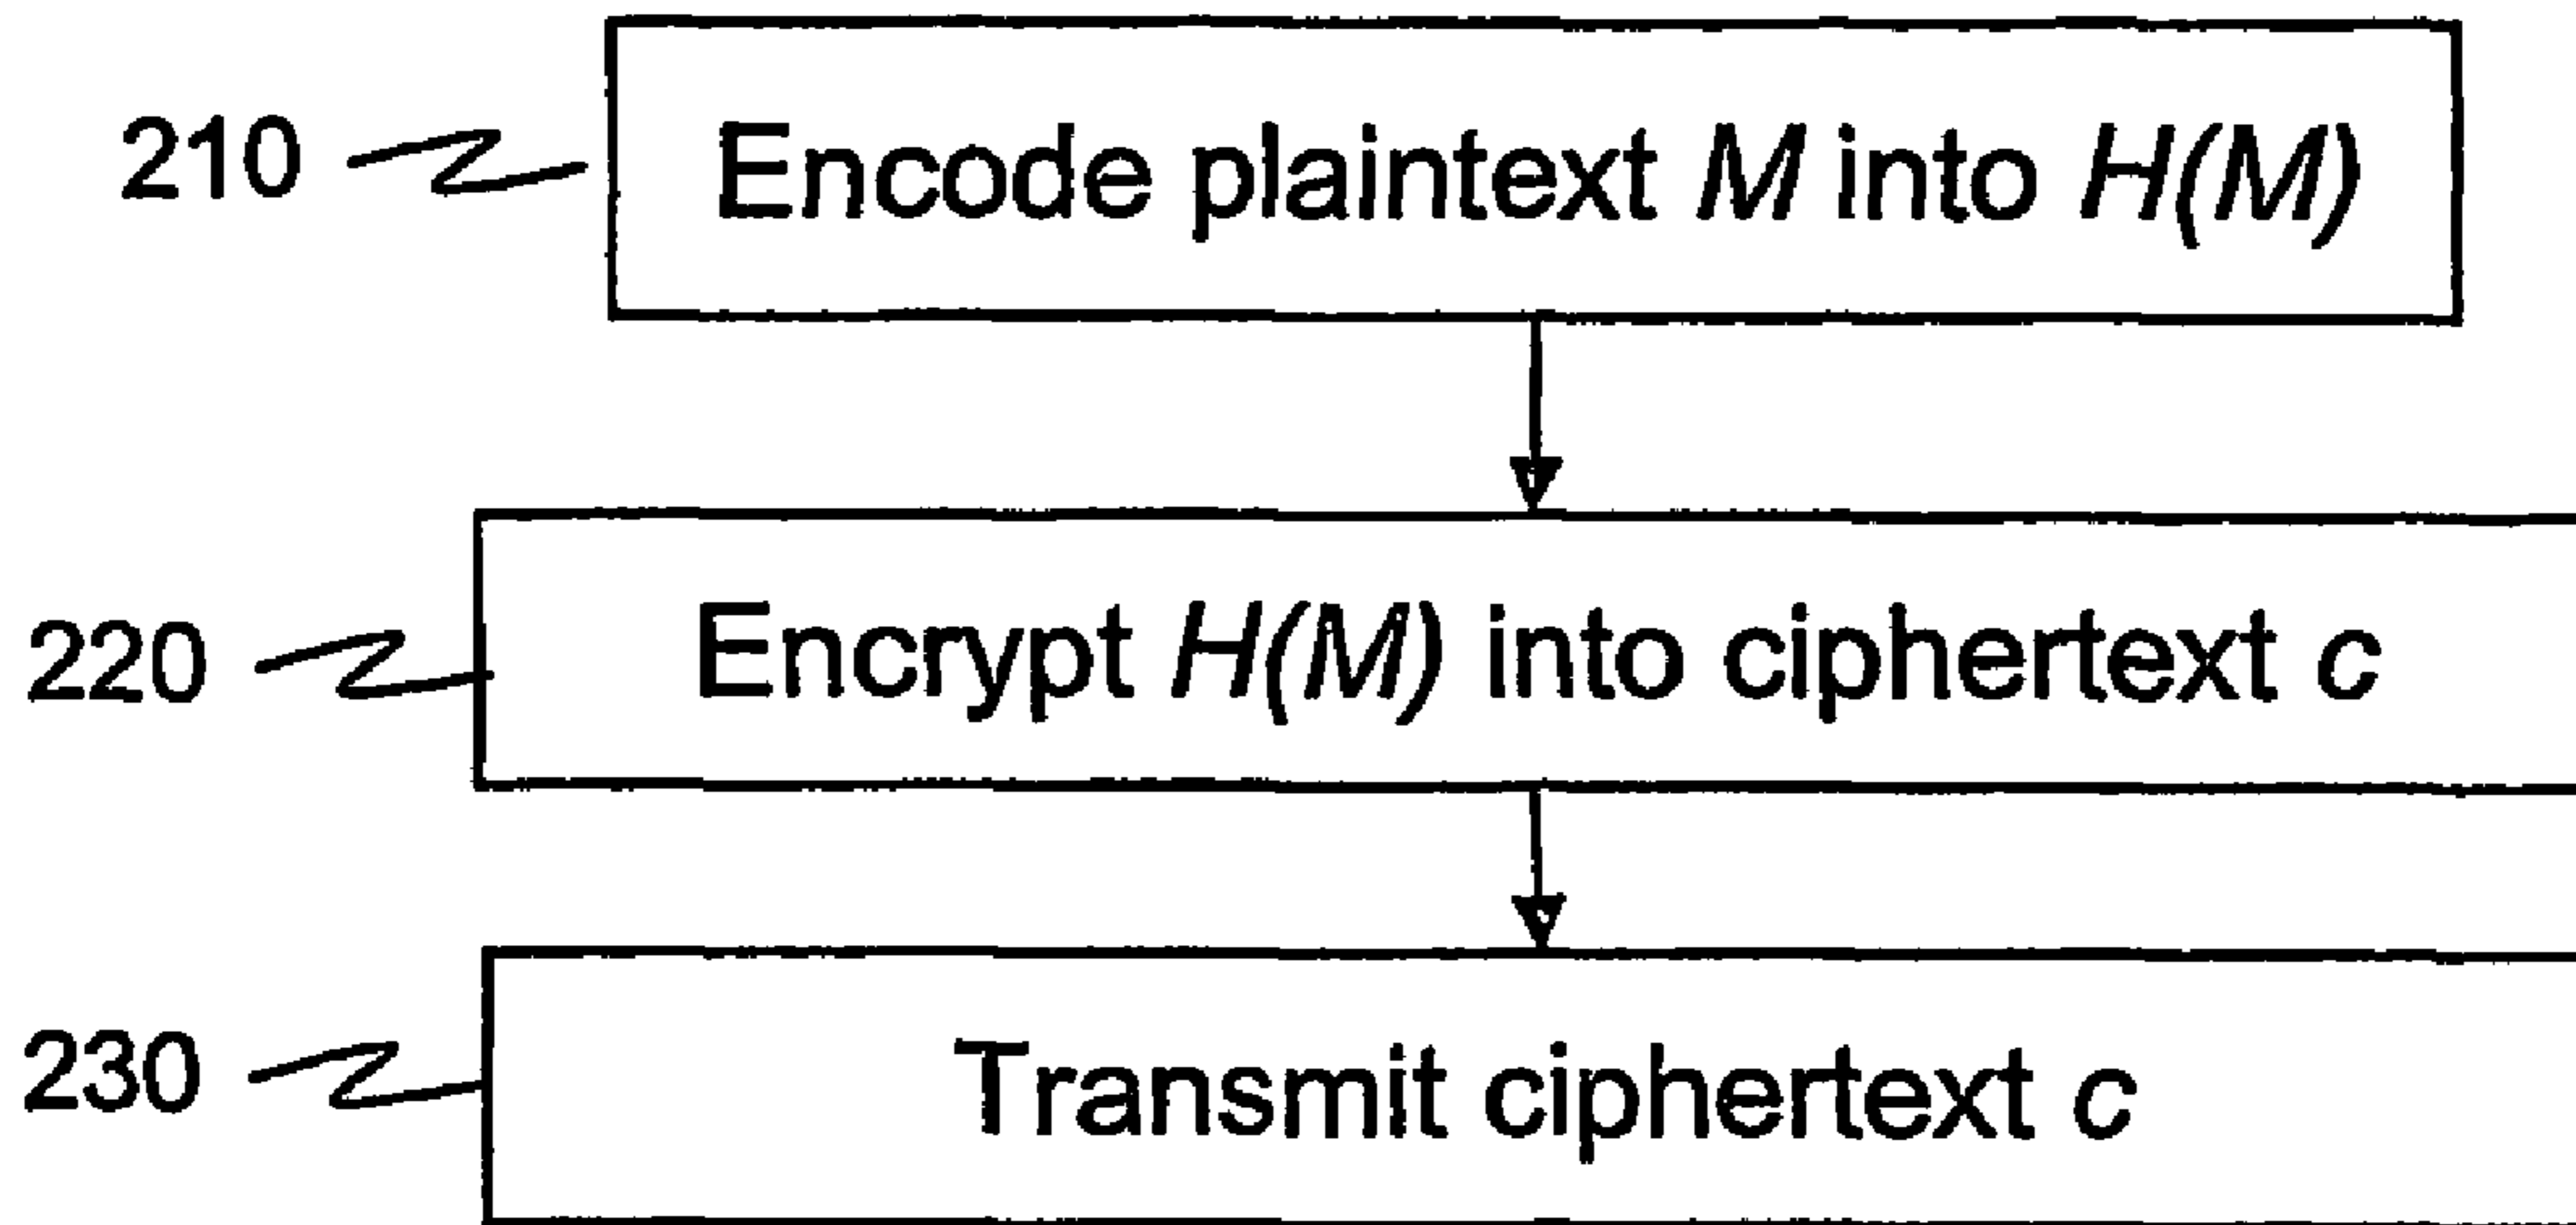 210 Encode plaintext M into H(M)
220 Encrypt H(M) into ciphertext c
230 Transmit ciphertext c